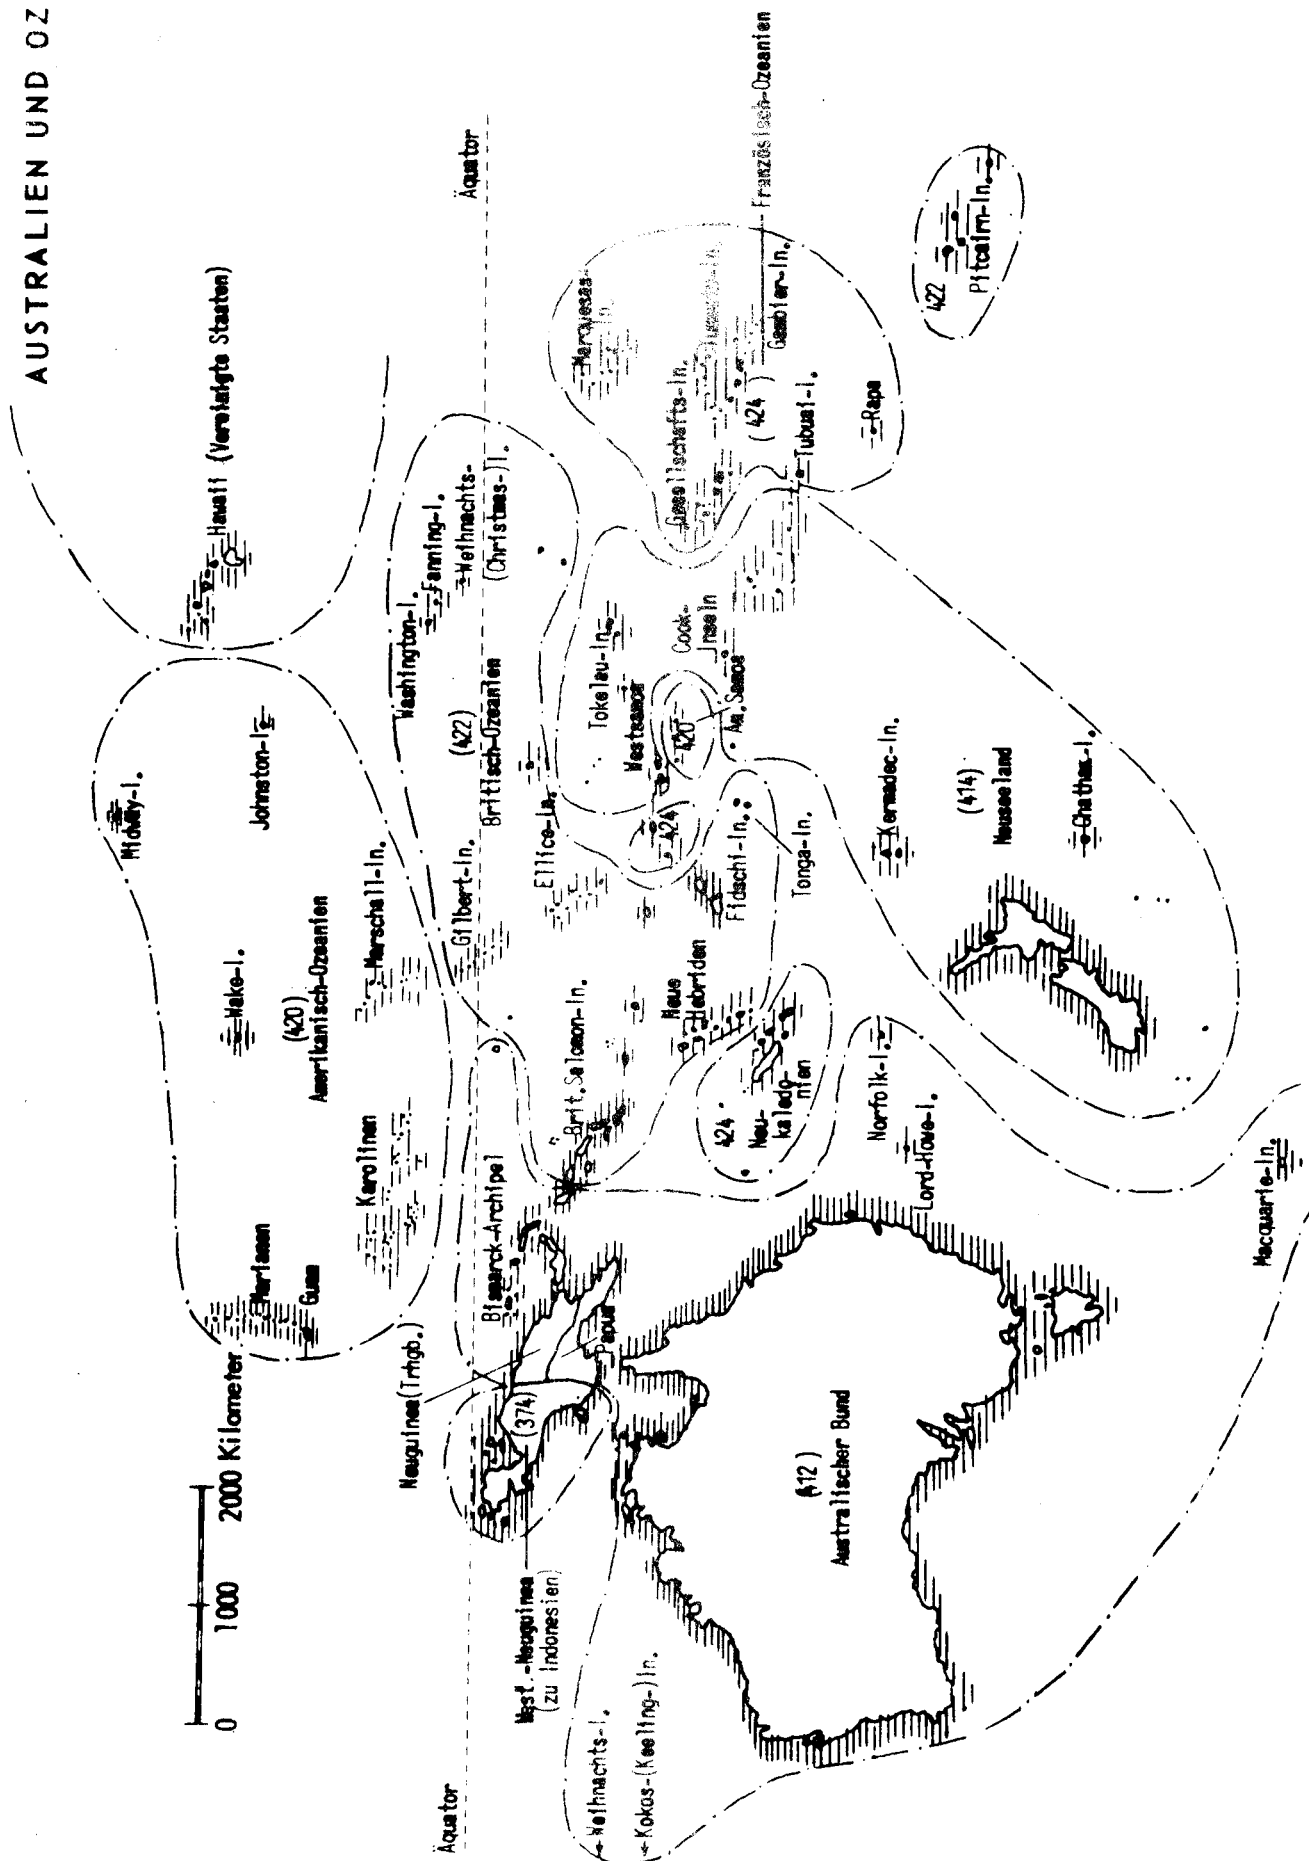 AUSTRALIEN UND OZ
0 1000 2000 Kilometer
Midway-I.
Hawaii (Vereinigte Staaten)
Johnston-I.
Wake-I.
Marianen
Guam
(420)
Amerikanisch-Ozeanien
Karolinen
Marschall-In.
Washington-I.
Fanning-I.
Weihnachts-
(Christmas-)I.
Äquator
Äquator
Gilbert-In.
(422)
Britisch-Ozeanien
Neuguinea(Trhgb.)
Bismarck-Archipel
(374)
West.-Neuguinea
(zu Indonesien)
Papua
Brit.Salomon-In.
Ellice-In.
Tokelau-In.
Marquesas-
In.
Weihnachts-I.
Kokos-(Keeling-)In.
Westsamoa
420
Am.Samoa
424
Cook-
Inseln
Gesellschafts-In.
Fidschi-In.
Tonga-In.
Neue
Hebriden
424
Neu-
kaledo-
nien
(424)
Französisch-Ozeanien
Gambier-In.
Tubuai-I.
Rapa
422
Pitcairn-In.
(412)
Australischer Bund
Norfolk-I.
Lord-Howe-I.
Kermadec-In.
(414)
Neuseeland
Chatham-I.
Macquarie-In.